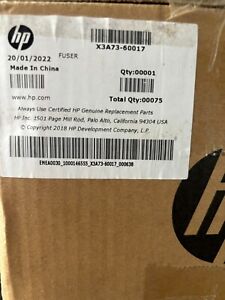 hp
FUSER
X3A73-60017
20/01/2022
Made In China
Qty:00001
www.hp.com
Total Qty:00075
Always Use Certified HP Genuine Replacement Parts
HP Inc. 1501 Page Mill Rod, Palo Alto, California 94304 USA
© Copyright 2018 HP Development Company, L.P.
EMEA0030_1000146555_X3A73-60017_000638
hp